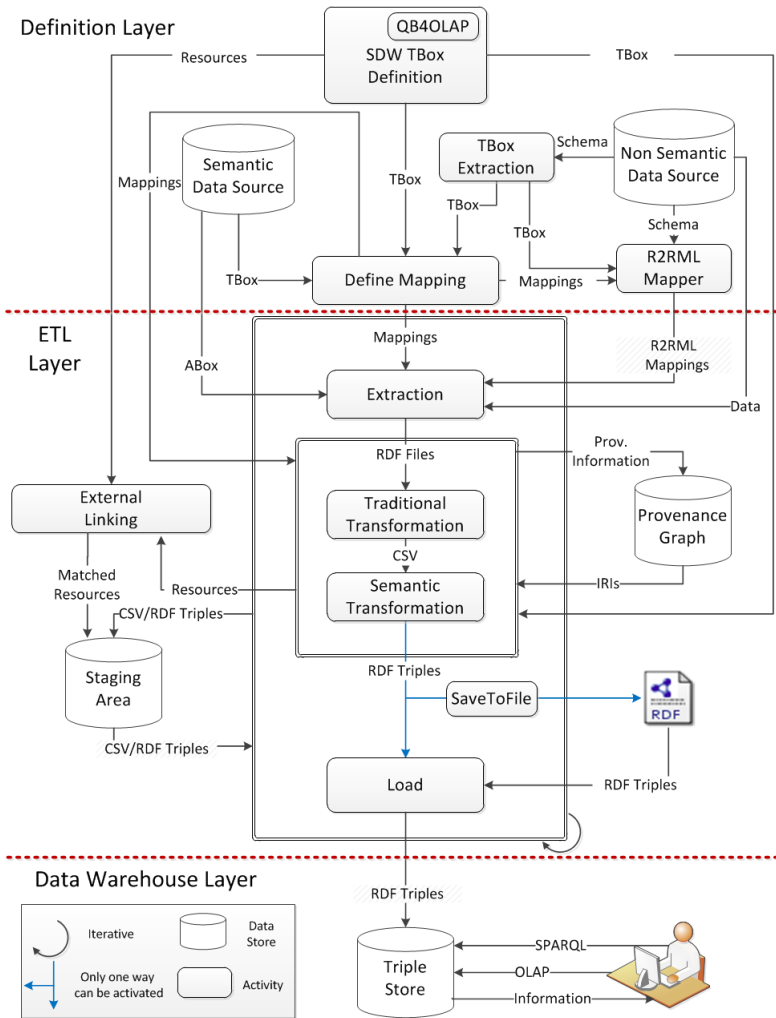 Definition Layer
QB4OLAP
SDW TBox
Definition
Resources
TBox
Semantic
Data Source
TBox
Extraction
Schema
Non Semantic
Data Source
Mappings
TBox
TBox
TBox
Schema
TBox
Define Mapping
Mappings
R2RML
Mapper
ETL
Layer
Mappings
R2RML
Mappings
ABox
Extraction
Data
RDF Files
Prov.
Information
External
Linking
Traditional
Transformation
Provenance
Graph
CSV
Matched
Resources
Resources
Semantic
Transformation
IRIs
CSV/RDF Triples
Staging
Area
RDF Triples
SaveToFile
RDF
CSV/RDF Triples
Load
RDF Triples
Data Warehouse Layer
RDF Triples
Iterative
Data
Store
Only one way
can be activated
Activity
Triple
Store
SPARQL
OLAP
Information